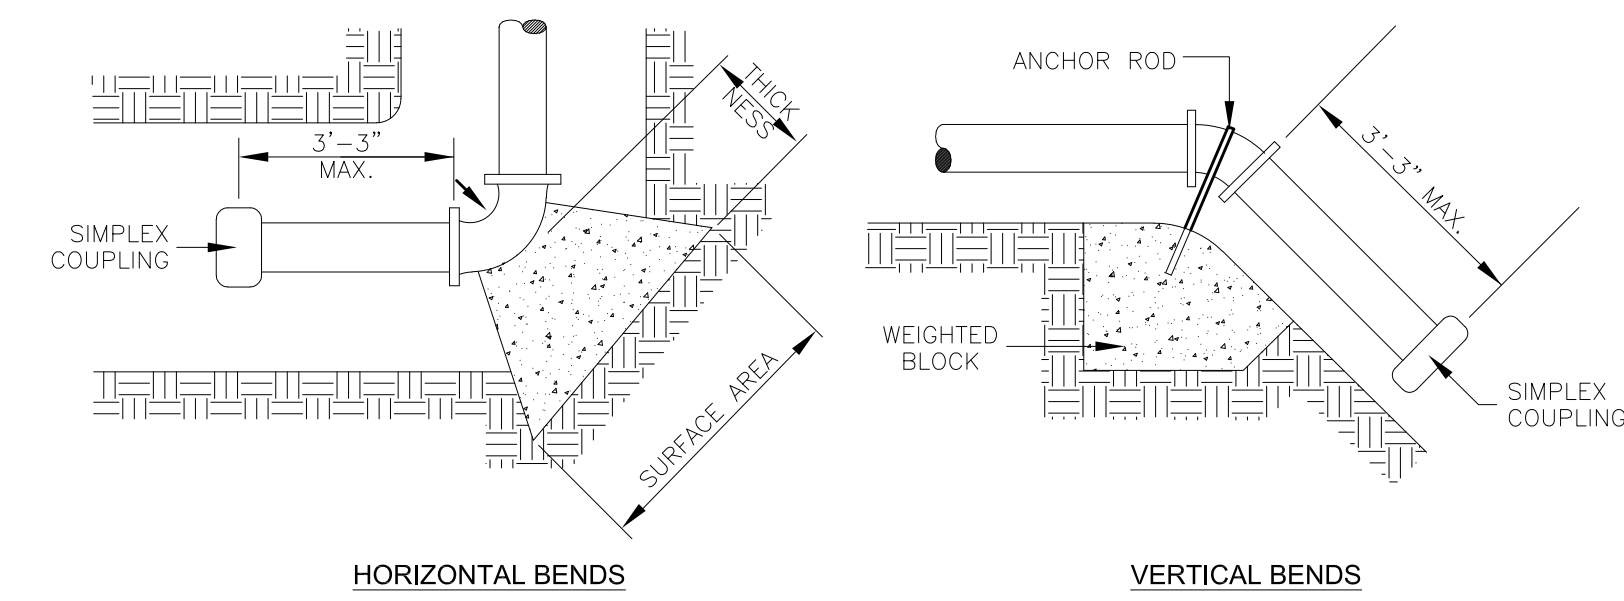 THICK
NESS
3'-3"
MAX.
SIMPLEX
COUPLING
SURFACE AREA
HORIZONTAL BENDS
ANCHOR ROD
3'-3" MAX.
WEIGHTED
BLOCK
SIMPLEX
COUPLING
VERTICAL BENDS